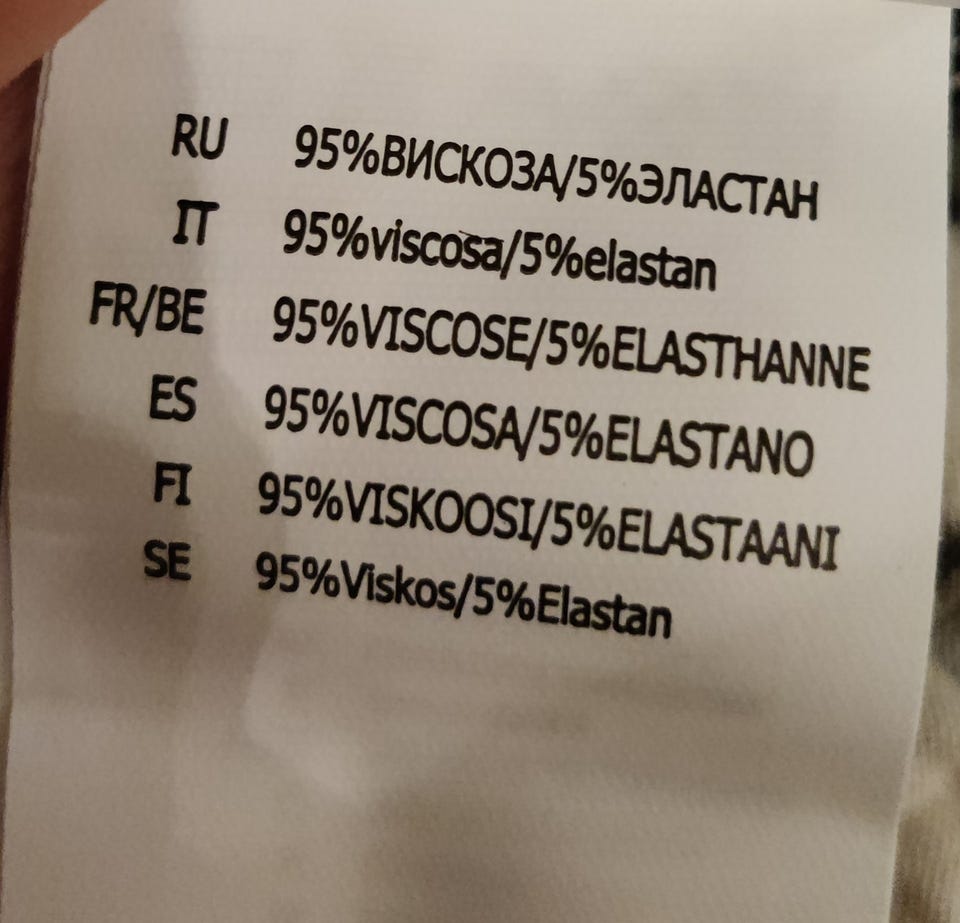 RU 95%ВИСКОЗА/5%ЭЛАСТАН
IT 95%viscosa/5%elastan
FR/BE 95%VISCOSE/5%ELASTHANNE
ES 95%VISCOSA/5%ELASTANO
FI 95%VISKOOSI/5%ELASTAANI
SE 95%Viskos/5%Elastan